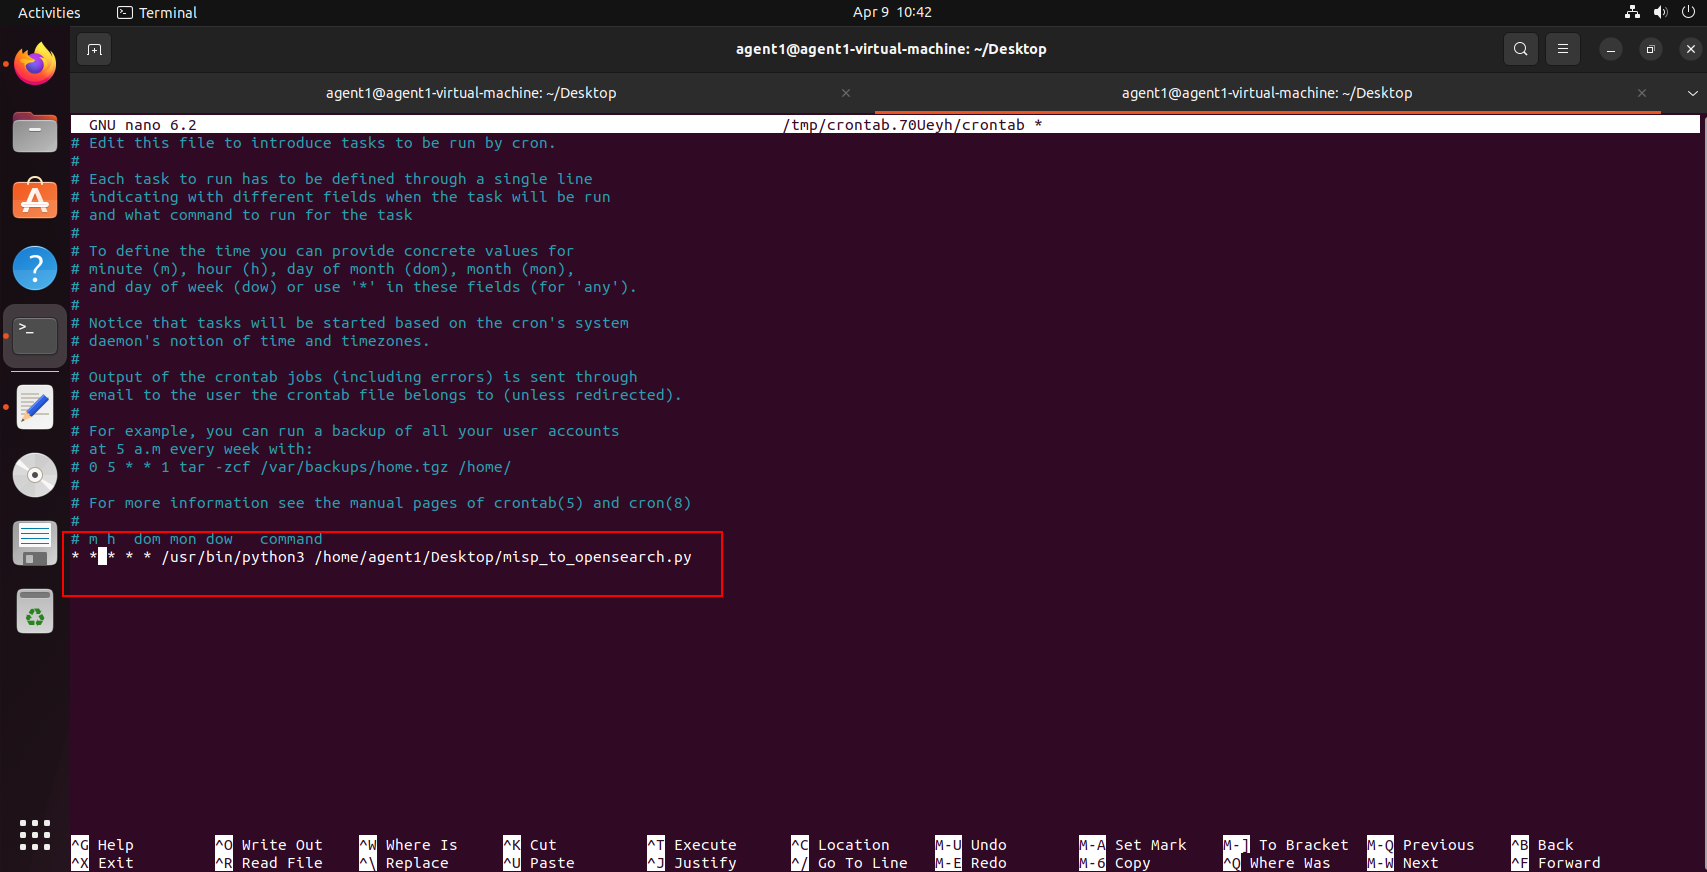 Activities
Terminal
Apr 9 10:42
agent1@agent1-virtual-machine: ~/Desktop
agent1@agent1-virtual-machine: ~/Desktop
agent1@agent1-virtual-machine: ~/Desktop
GNU nano 6.2 /tmp/crontab.70Ueyh/crontab *
# Edit this file to introduce tasks to be run by cron.
#
# Each task to run has to be defined through a single line
# indicating with different fields when the task will be run
# and what command to run for the task
#
# To define the time you can provide concrete values for
# minute (m), hour (h), day of month (dom), month (mon),
# and day of week (dow) or use '*' in these fields (for 'any').
#
# Notice that tasks will be started based on the cron's system
# daemon's notion of time and timezones.
#
# Output of the crontab jobs (including errors) is sent through
# email to the user the crontab file belongs to (unless redirected).
#
# For example, you can run a backup of all your user accounts
# at 5 a.m every week with:
# 0 5 * * 1 tar -zcf /var/backups/home.tgz /home/
#
# For more information see the manual pages of crontab(5) and cron(8)
#
# m h  dom mon dow   command
* * * * * /usr/bin/python3 /home/agent1/Desktop/misp_to_opensearch.py
^G Help ^O Write Out ^W Where Is ^K Cut ^T Execute ^C Location M-U Undo M-A Set Mark M-] To Bracket M-Q Previous ^B Back
^X Exit ^R Read File ^\ Replace ^U Paste ^J Justify ^/ Go To Line M-E Redo M-6 Copy ^Q Where Was M-W Next ^F Forward